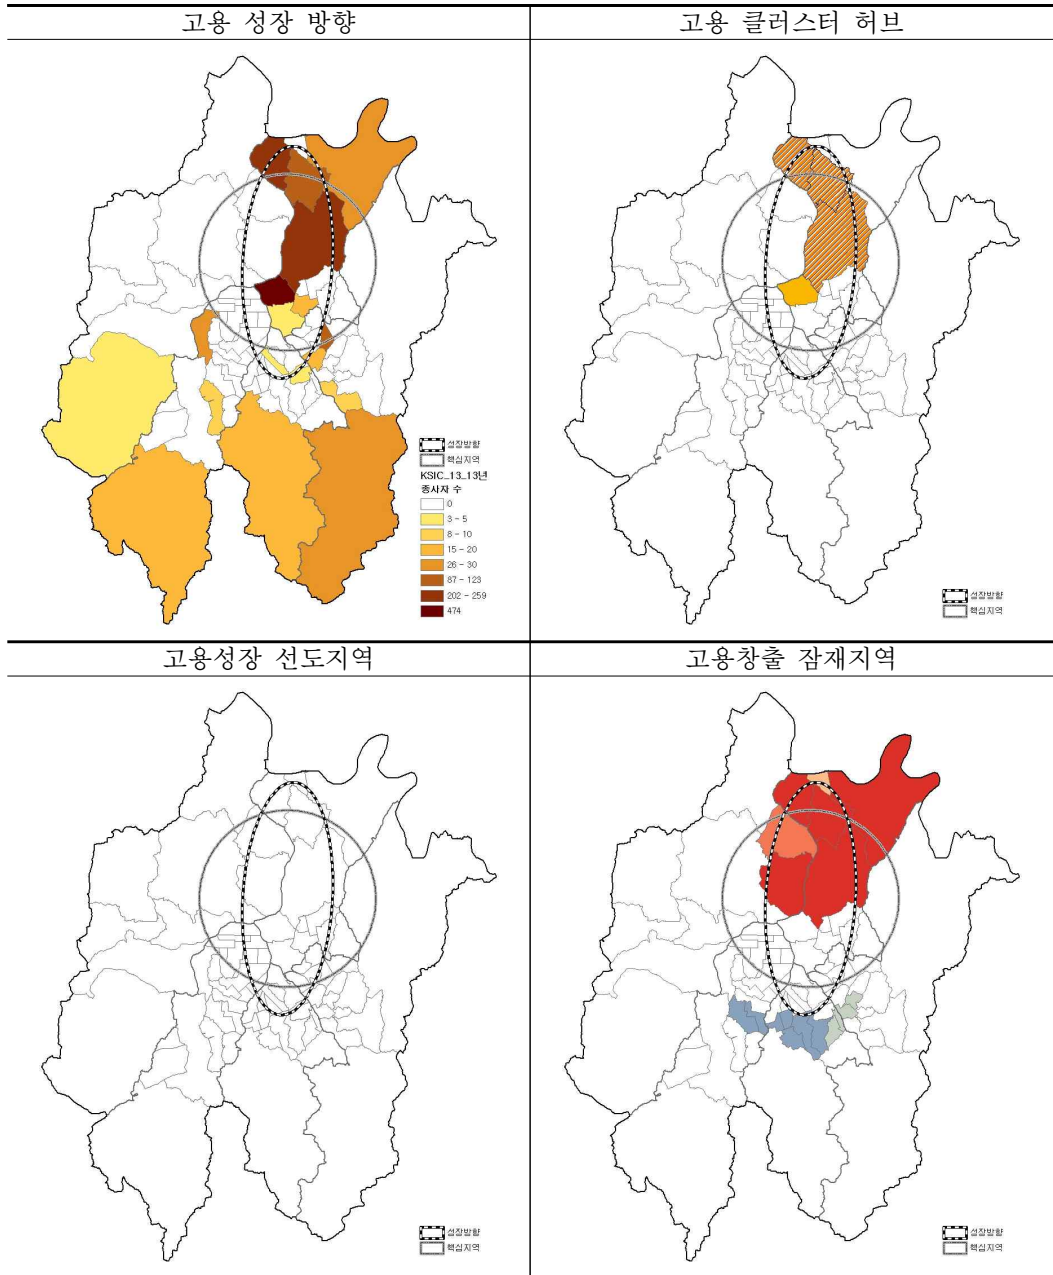 고용 성장 방향
고용 클러스터 허브
성장방향
핵심지역
KSIC_13_13년
종사자 수
0
3 - 5
8 - 10
15 - 20
26 - 30
87 - 123
202 - 259
474
성장방향
핵심지역
고용성장 선도지역
고용창출 잠재지역
성장방향
핵심지역
성장방향
핵심지역